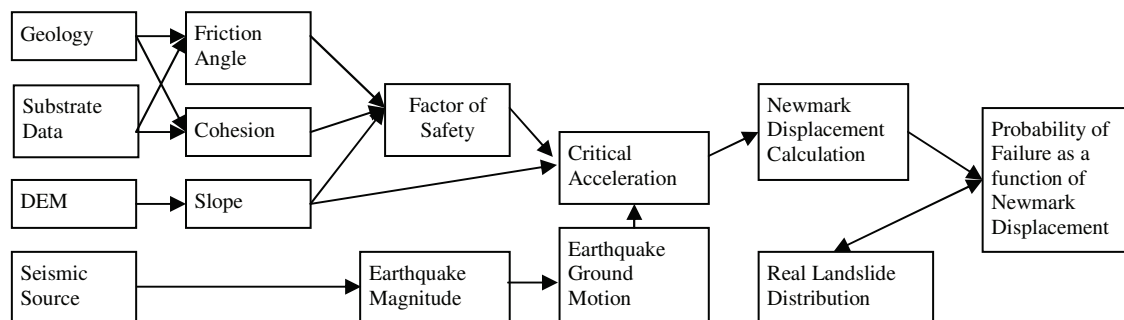 Geology
Substrate
Data
DEM
Seismic
Source
Friction
Angle
Cohesion
Slope
Earthquake
Magnitude
Factor of
Safety
Critical
Acceleration
Earthquake
Ground
Motion
Newmark
Displacement
Calculation
Real Landslide
Distribution
Probability of
Failure as a
function of
Newmark
Displacement